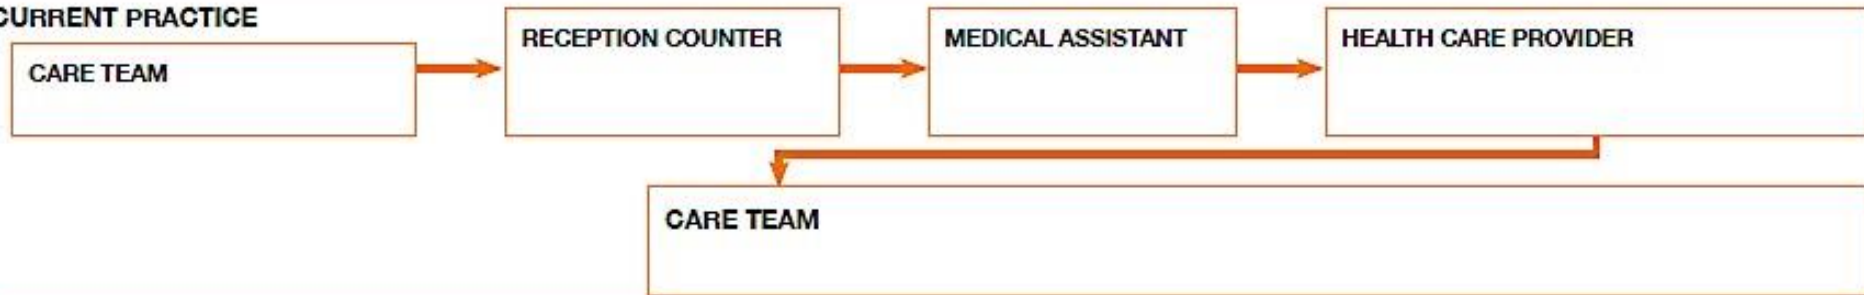 CURRENT PRACTICE
CARE TEAM
RECEPTION COUNTER
MEDICAL ASSISTANT
HEALTH CARE PROVIDER
CARE TEAM